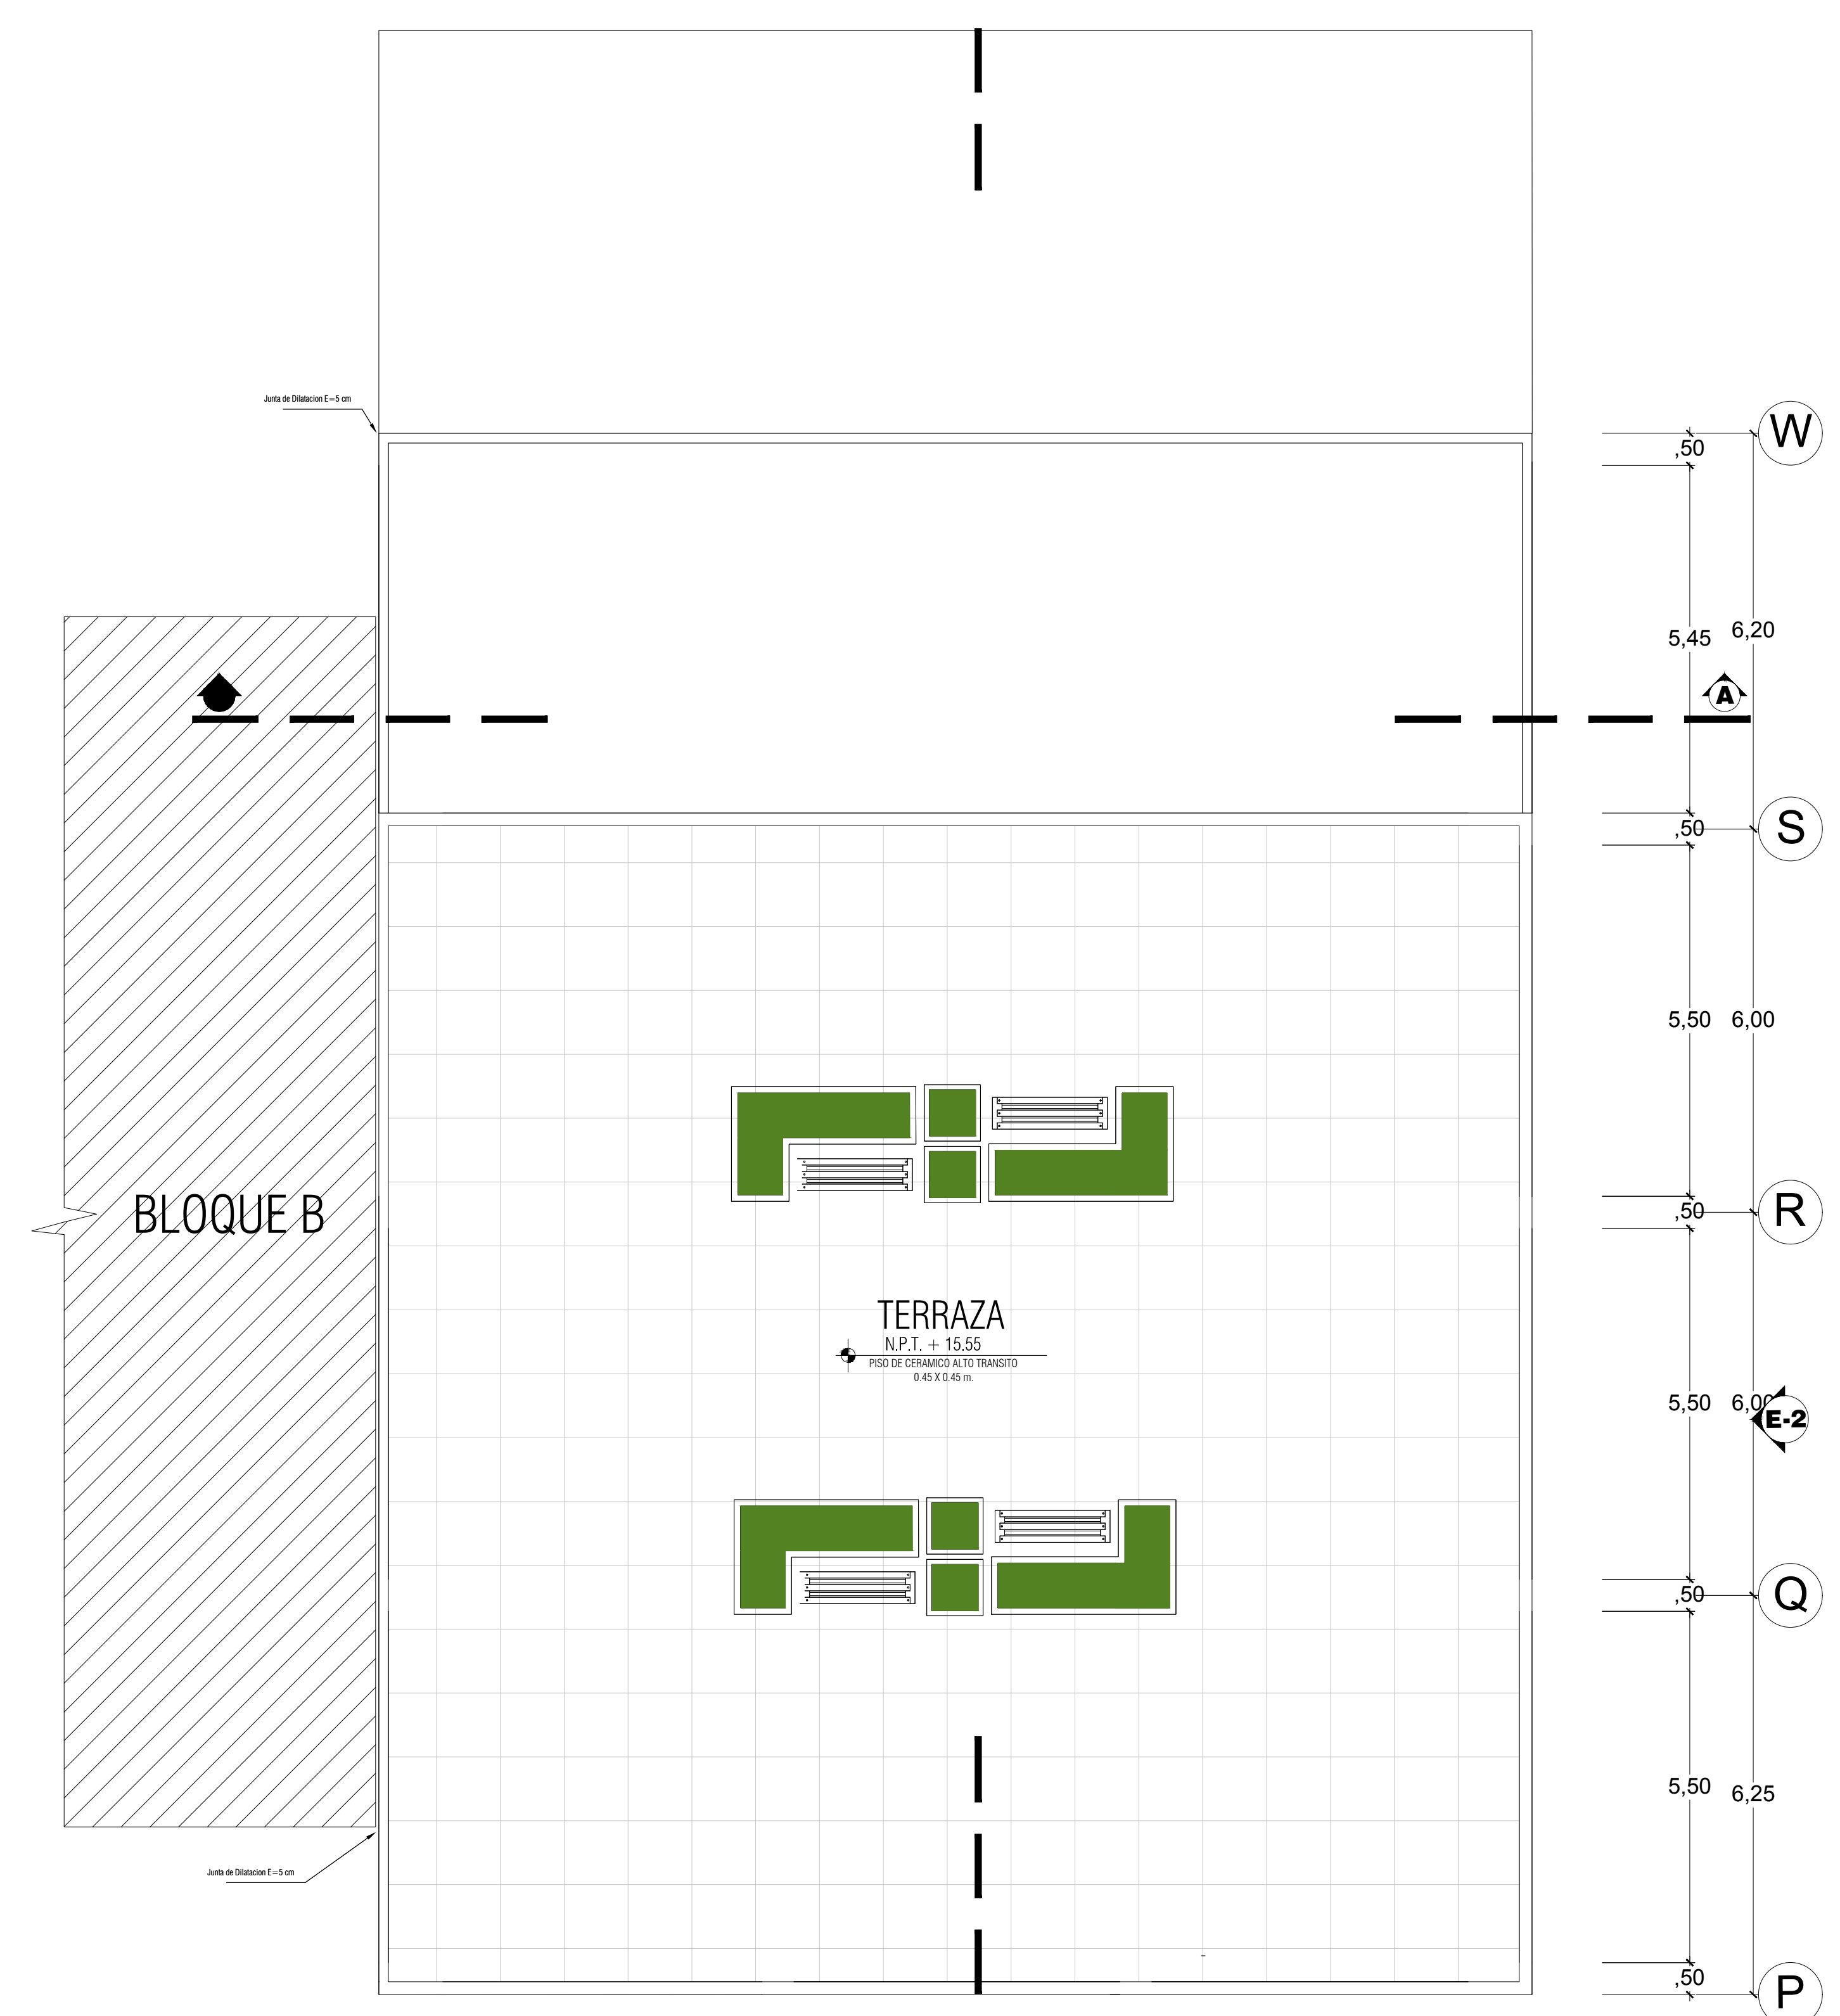 Junta de Dilatacion E=5 cm
W
,50
5,45
6,20
A
,50
S
5,50
6,00
BLOQUE B
,50
R
TERRAZA
N.P.T. + 15.55
PISO DE CERAMICO ALTO TRANSITO
0.45 X 0.45 m.
5,50
6,00
E-2
,50
Q
5,50
6,25
Junta de Dilatacion E=5 cm
,50
P